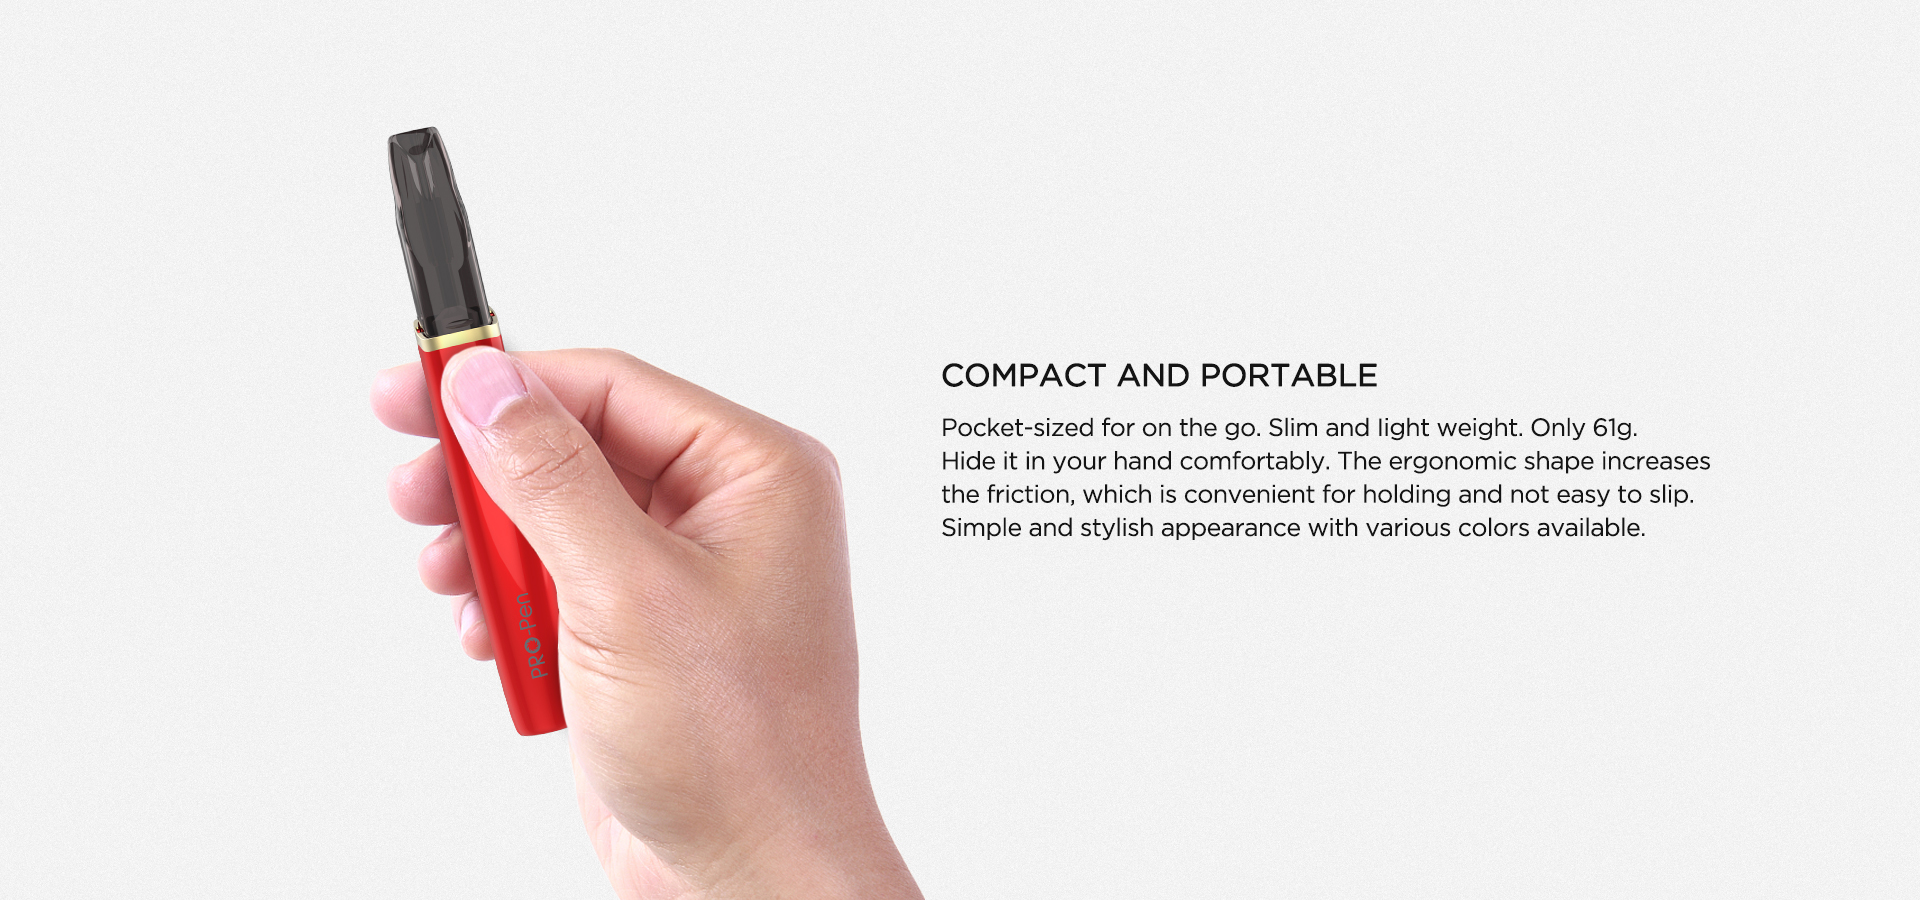 COMPACT AND PORTABLE
Pocket-sized for on the go. Slim and light weight. Only 61g.
Hide it in your hand comfortably. The ergonomic shape increases
the friction, which is convenient for holding and not easy to slip.
Simple and stylish appearance with various colors available.
PRO-Pen